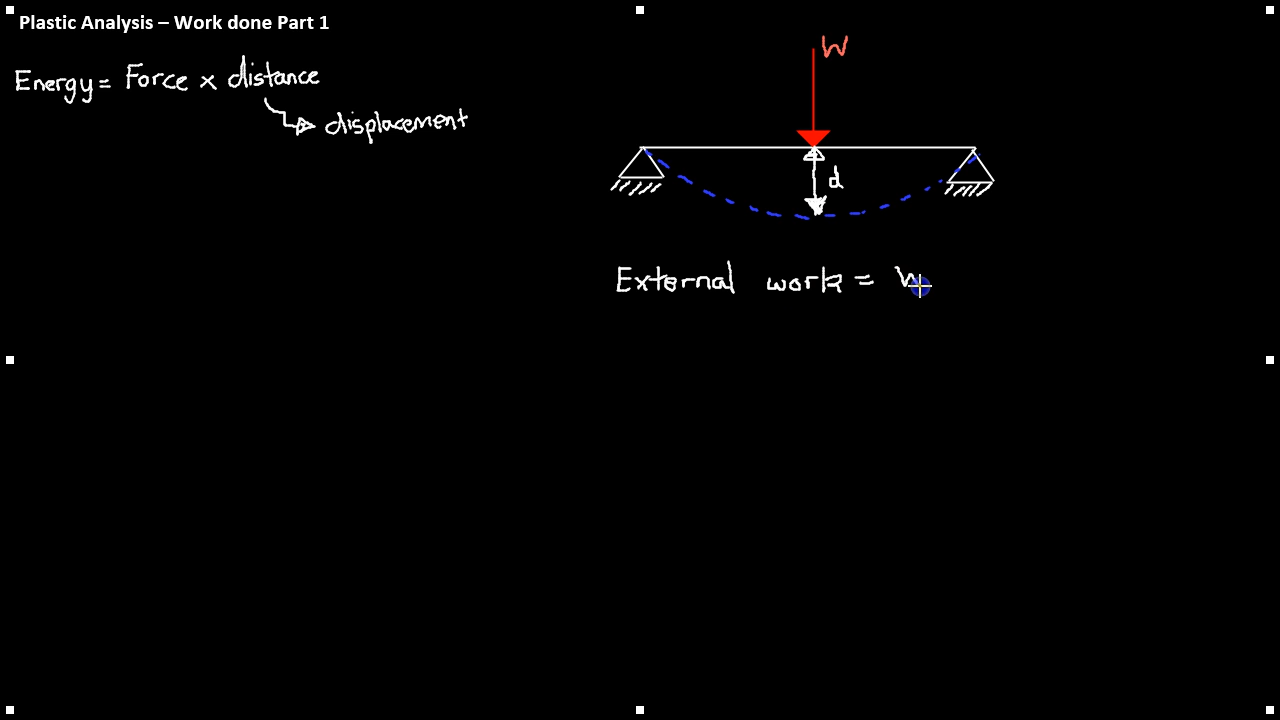 Plastic Analysis – Work done Part 1
Energy = Force x distance
displacement
W
d
External work = W